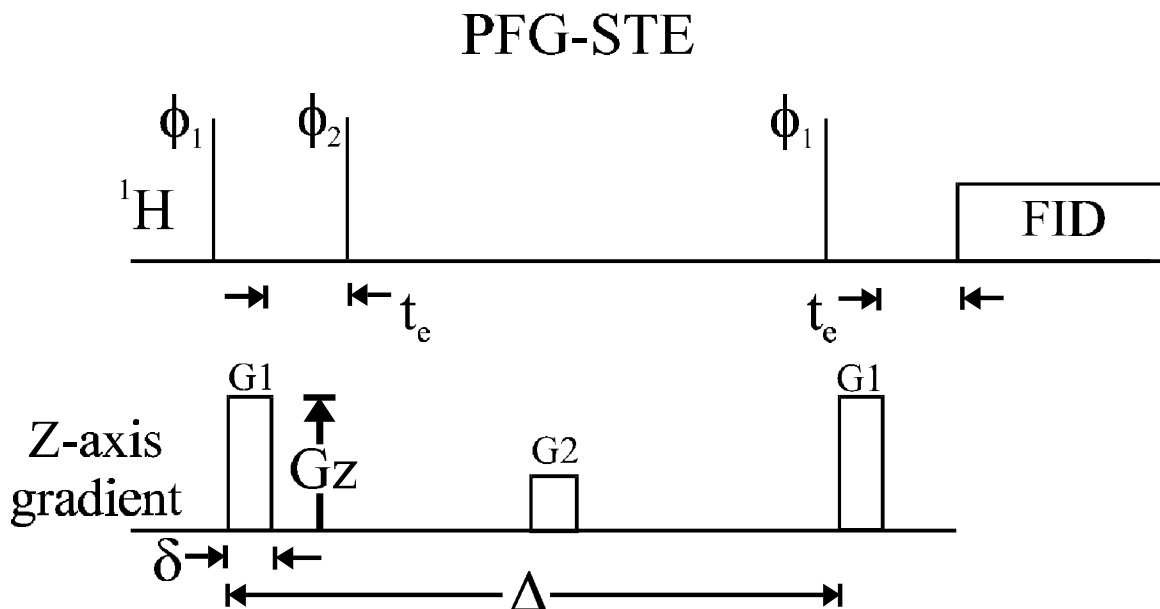 PFG-STE
ϕ₁ ϕ₂ ϕ₁
¹H FID
tₑ tₑ
G1 G1
Z-axis Gz G2
gradient
δ
Δ